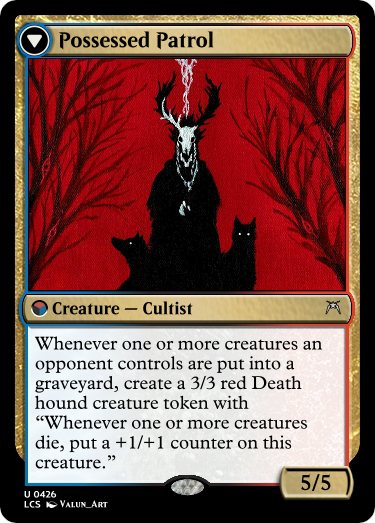 Possessed Patrol
Creature — Cultist
Whenever one or more creatures an
opponent controls are put into a
graveyard, create a 3/3 red Death
hound creature token with
“Whenever one or more creatures
die, put a +1/+1 counter on this
creature.”
5/5
U 0426
LCS Valun_Art